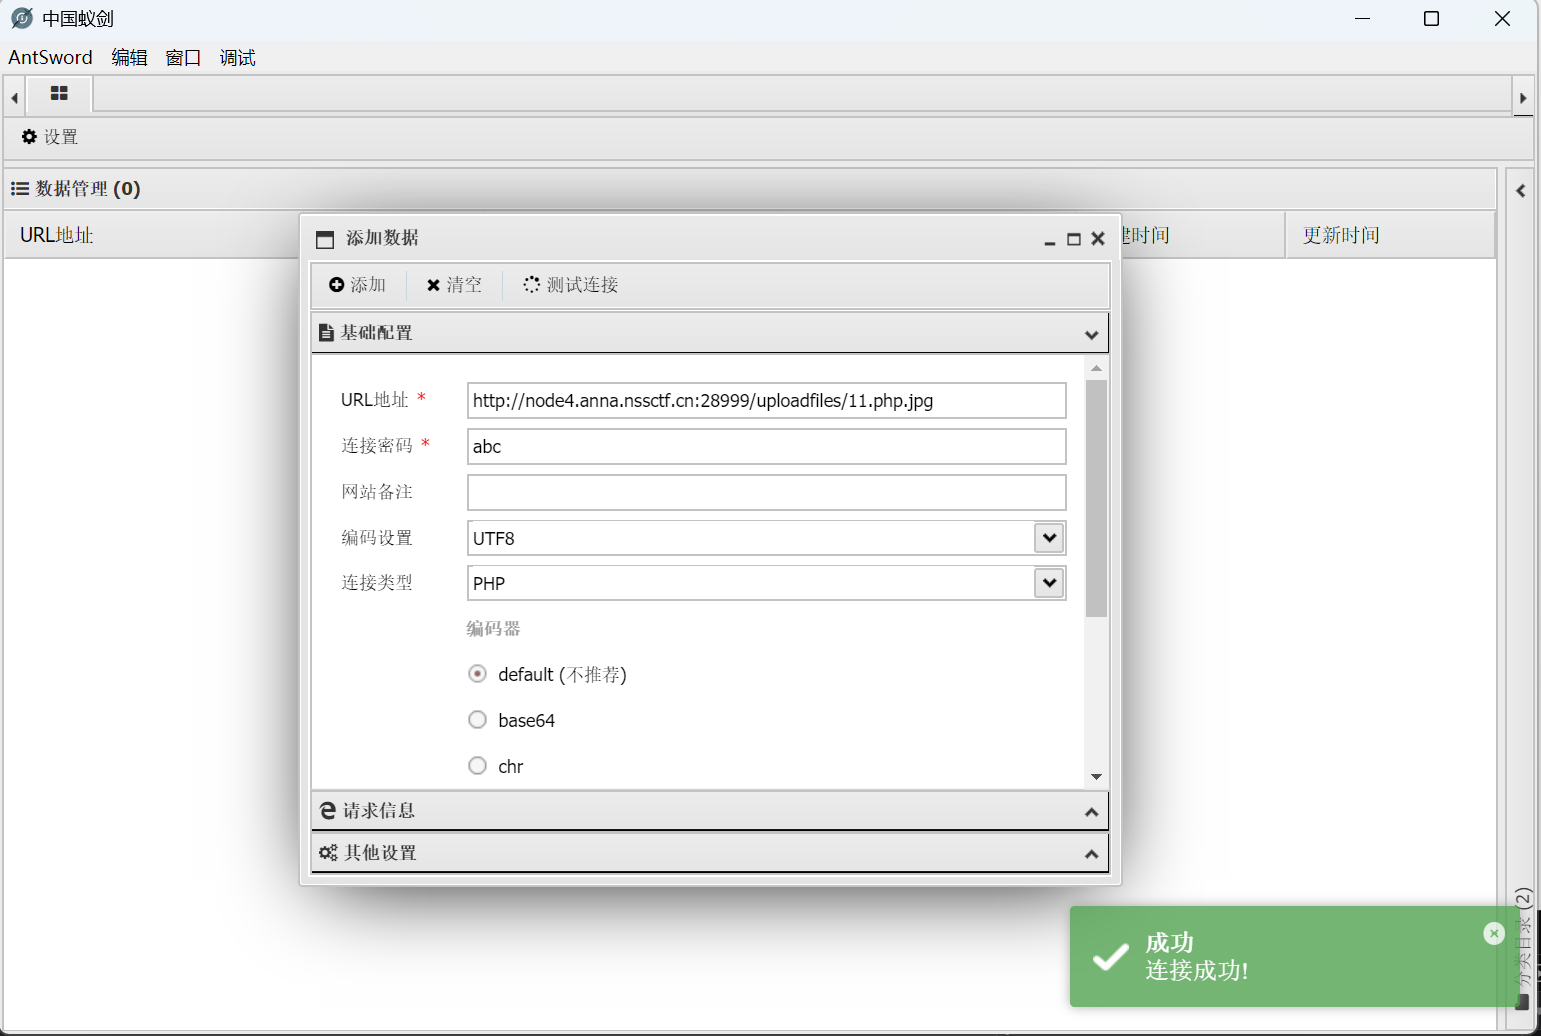 中国蚁剑
AntSword 编辑 窗口 调试
设置
数据管理 (0)
URL地址
建时间
更新时间
添加数据
添加 清空 测试连接
基础配置
URL地址 *
http://node4.anna.nssctf.cn:28999/uploadfiles/11.php.jpg
连接密码 *
abc
网站备注
编码设置
UTF8
连接类型
PHP
编码器
default (不推荐)
base64
chr
请求信息
其他设置
成功
连接成功!
分类目录 (2)